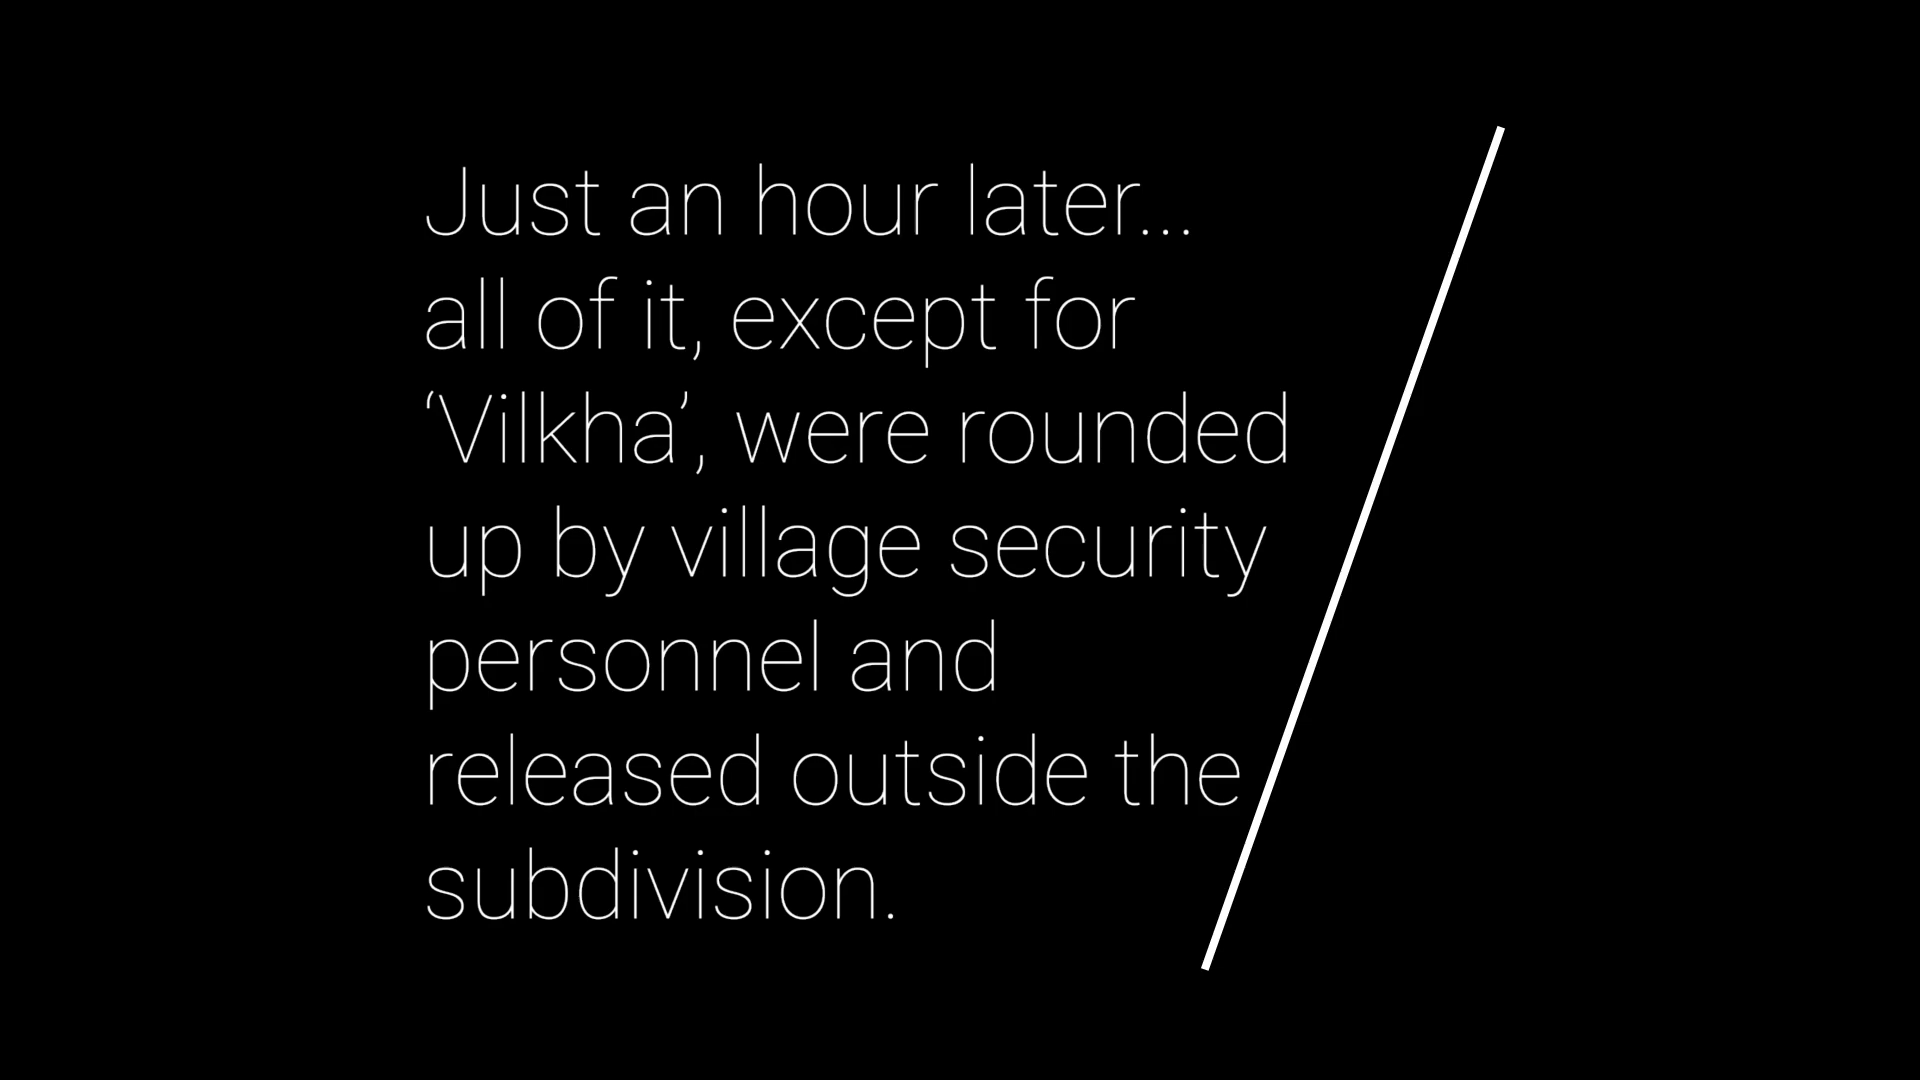 Just an hour later...
all of it, except for
‘Vilkha’, were rounded
up by village security
personnel and
released outside the
subdivision.